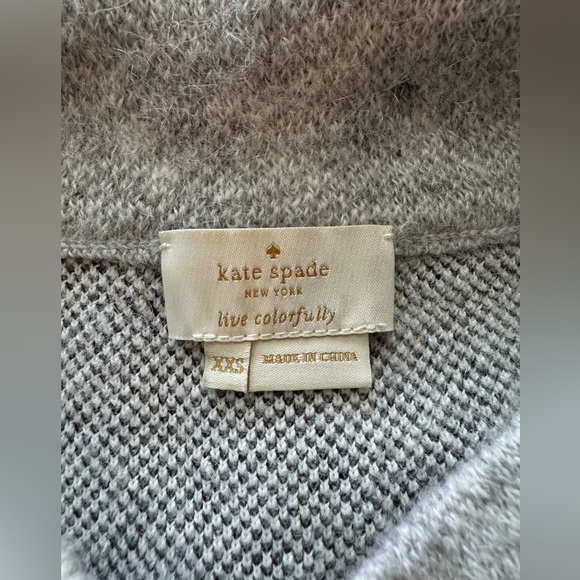 kate spade
NEW YORK
live colorfully
XXS
MADE IN CHINA